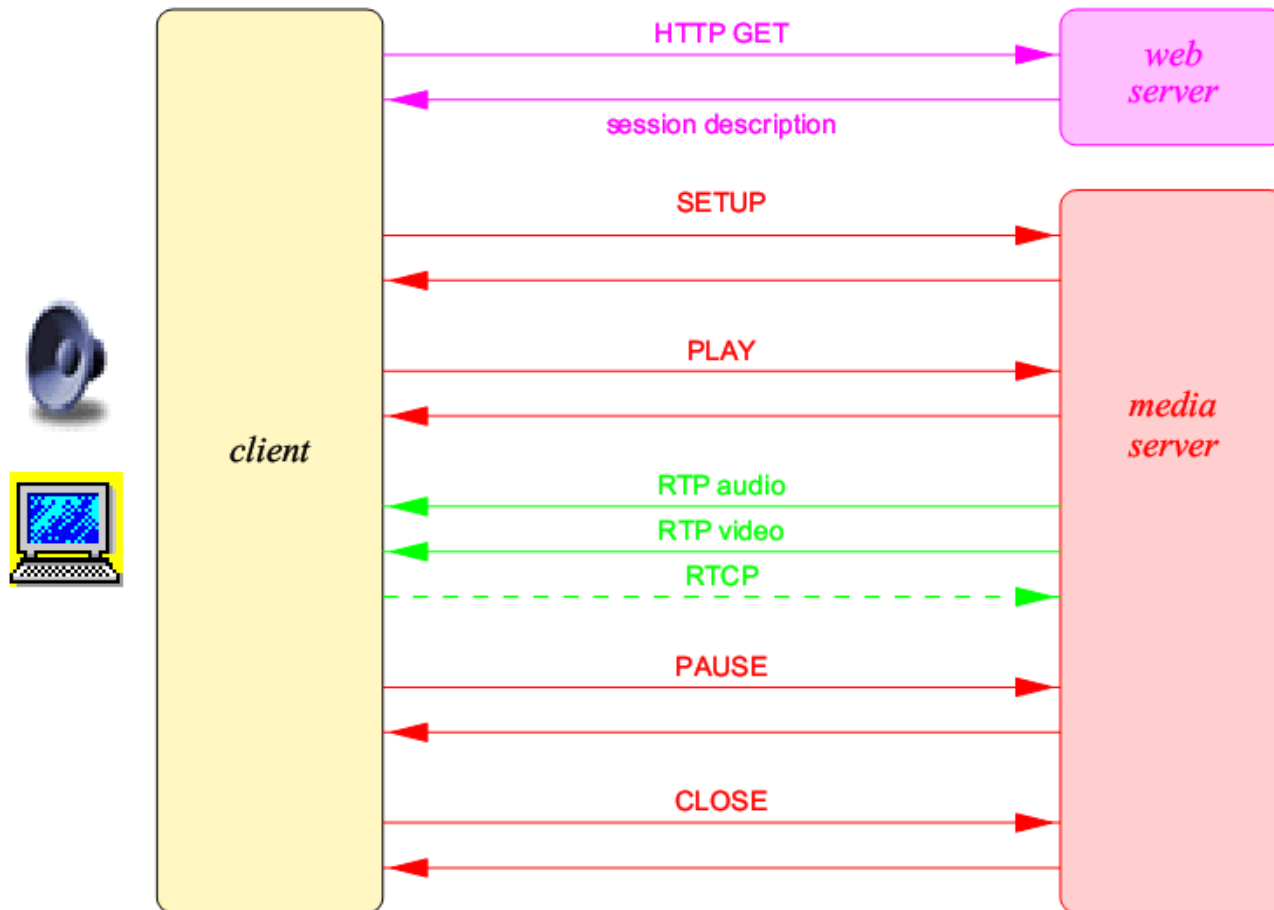 HTTP GET
web
server
session description
SETUP
PLAY
media
server
client
RTP audio
RTP video
RTCP
PAUSE
CLOSE